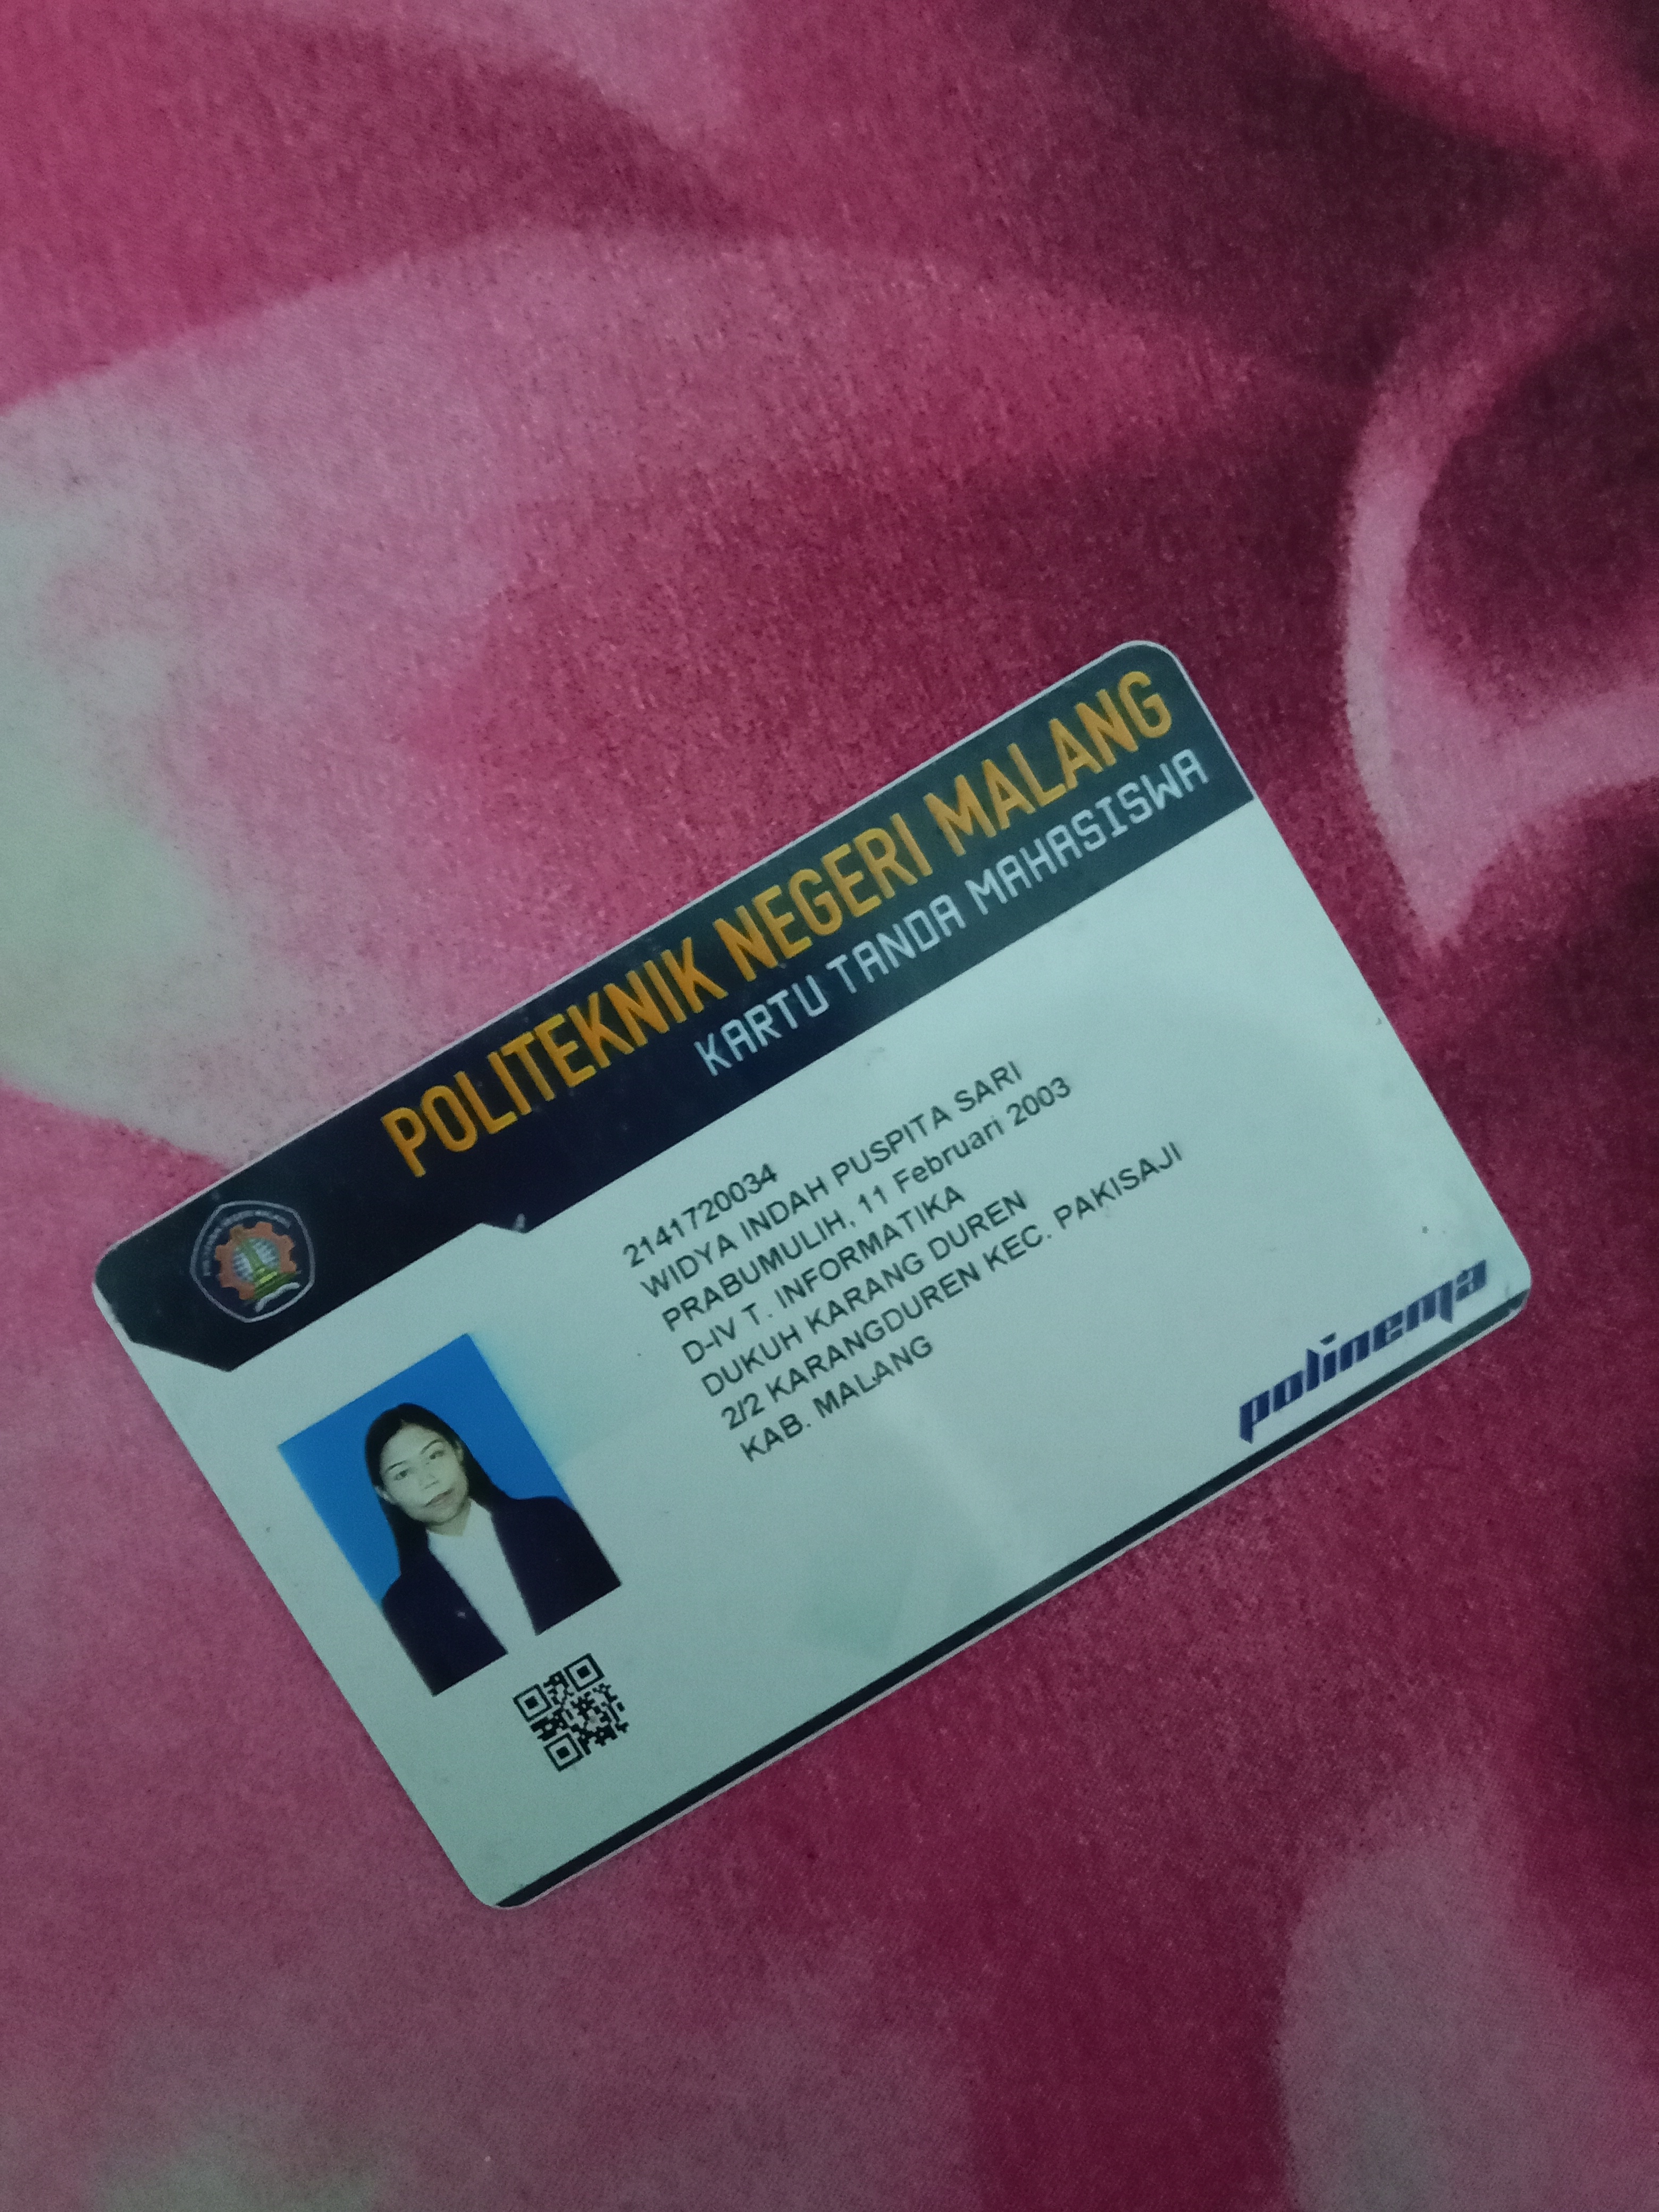 POLITEKNIK NEGERI MALANG
KARTU TANDA MAHASISWA
2141720034
WIDYA INDAH PUSPITA SARI
PRABUMULIH, 11 Februari 2003
D-IV T. INFORMATIKA
DUKUH KARANG DUREN
2/2 KARANGDUREN KEC. PAKISAJI
KAB. MALANG
polinema